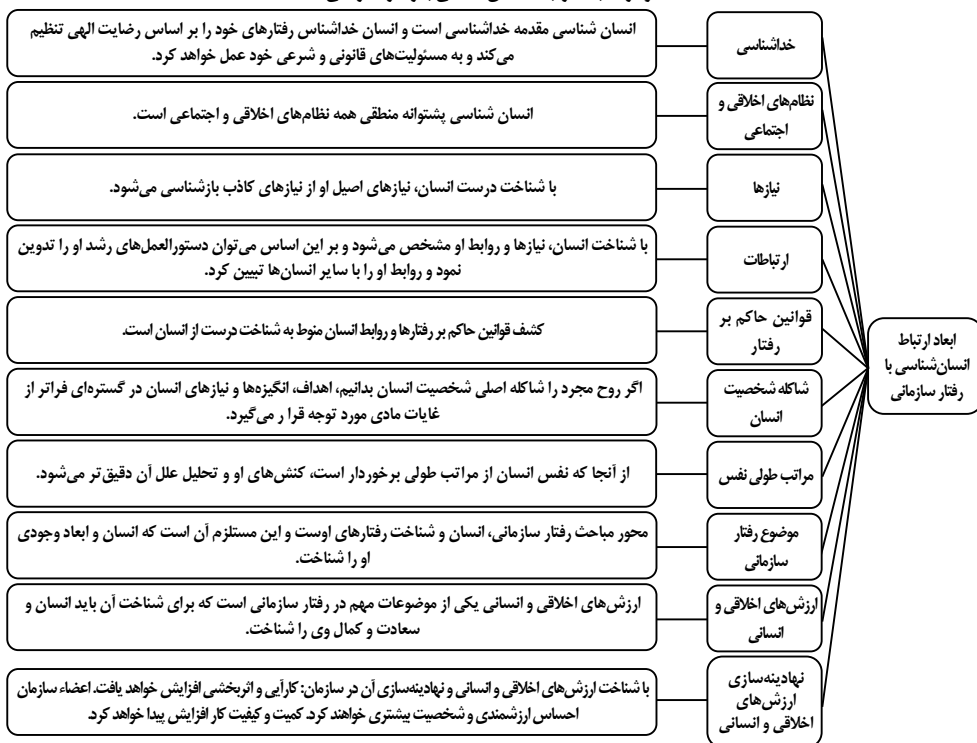 ابعاد ارتباط
انسان‌شناسی با
رفتار سازمانی
خداشناسی
انسان شناسی مقدمه خداشناسی است و انسان خداشناس رفتارهای خود را بر اساس رضایت الهی تنظیم
می‌کند و به مسئولیت‌های قانونی و شرعی خود عمل خواهد کرد.
نظام‌های اخلاقی و
اجتماعی
انسان شناسی پشتوانه منطقی همه نظام‌های اخلاقی و اجتماعی است.
نیازها
با شناخت درست انسان، نیازهای اصیل او از نیازهای کاذب بازشناسی می‌شود.
ارتباطات
با شناخت انسان، نیازها و روابط او مشخص می‌شود و بر این اساس می‌توان دستورالعمل‌های رشد او را تدوین
نمود و روابط او را با سایر انسان‌ها تبیین کرد.
قوانین حاکم بر
رفتار
کشف قوانین حاکم بر رفتارها و روابط انسان منوط به شناخت درست از انسان است.
شاکله شخصیت
انسان
اگر روح مجرد را شاکله اصلی شخصیت انسان بدانیم، اهداف، انگیزه‌ها و نیازهای انسان در گستره‌ای فراتر از
غایات مادی مورد توجه قرا ر می‌گیرد.
مراتب طولی نفس
از آنجا که نفس انسان از مراتب طولی برخوردار است، کنش‌های او و تحلیل علل آن دقیق‌تر می‌شود.
موضوع رفتار
سازمانی
محور مباحث رفتار سازمانی، انسان و شناخت رفتارهای اوست و این مستلزم آن است که انسان و ابعاد وجودی
او را شناخت.
ارزش‌های اخلاقی و
انسانی
ارزش‌های اخلاقی و انسانی یکی از موضوعات مهم در رفتار سازمانی است که برای شناخت آن باید انسان و
سعادت و کمال وی را شناخت.
نهادینه‌سازی
ارزش‌های
اخلاقی و انسانی
با شناخت ارزش‌های اخلاقی و انسانی و نهادینه‌سازی آن در سازمان: کارآیی و اثربخشی افزایش خواهد یافت. اعضاء سازمان
احساس ارزشمندی و شخصیت بیشتری خواهند کرد. کمیت و کیفیت کار افزایش پیدا خواهد کرد.